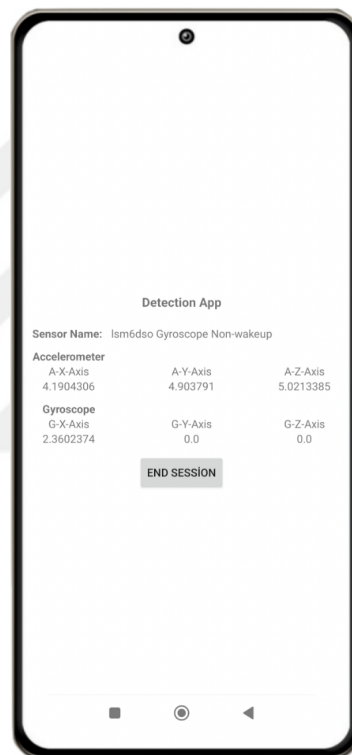 Detection App
Sensor Name: lsm6dso Gyroscope Non-wakeup
Accelerometer
A-X-Axis A-Y-Axis A-Z-Axis
4.1904306 4.903791 5.0213385
Gyroscope
G-X-Axis G-Y-Axis G-Z-Axis
2.3602374 0.0 0.0
END SESSİON